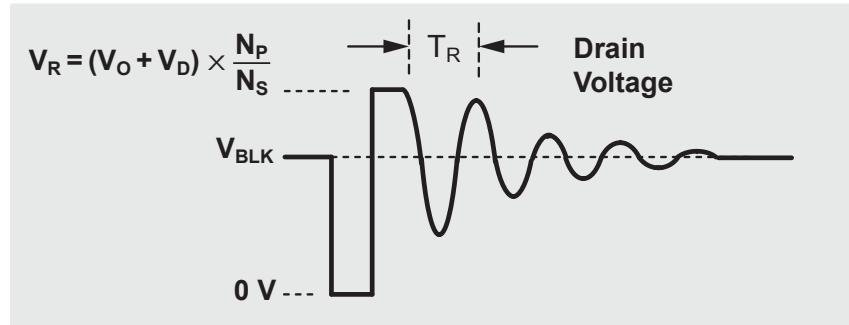 V_R = (V_O + V_D) × N_P/N_S
T_R
Drain
Voltage
V_BLK
0 V